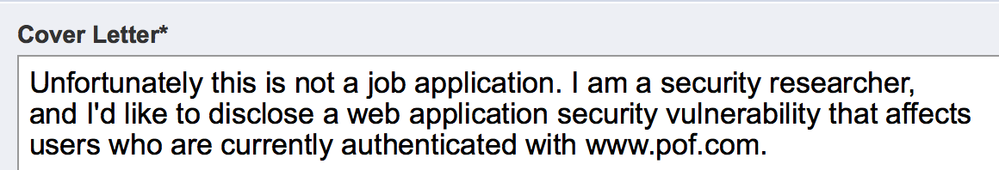 Cover Letter*
Unfortunately this is not a job application. I am a security researcher,
and I'd like to disclose a web application security vulnerability that affects
users who are currently authenticated with www.pof.com.